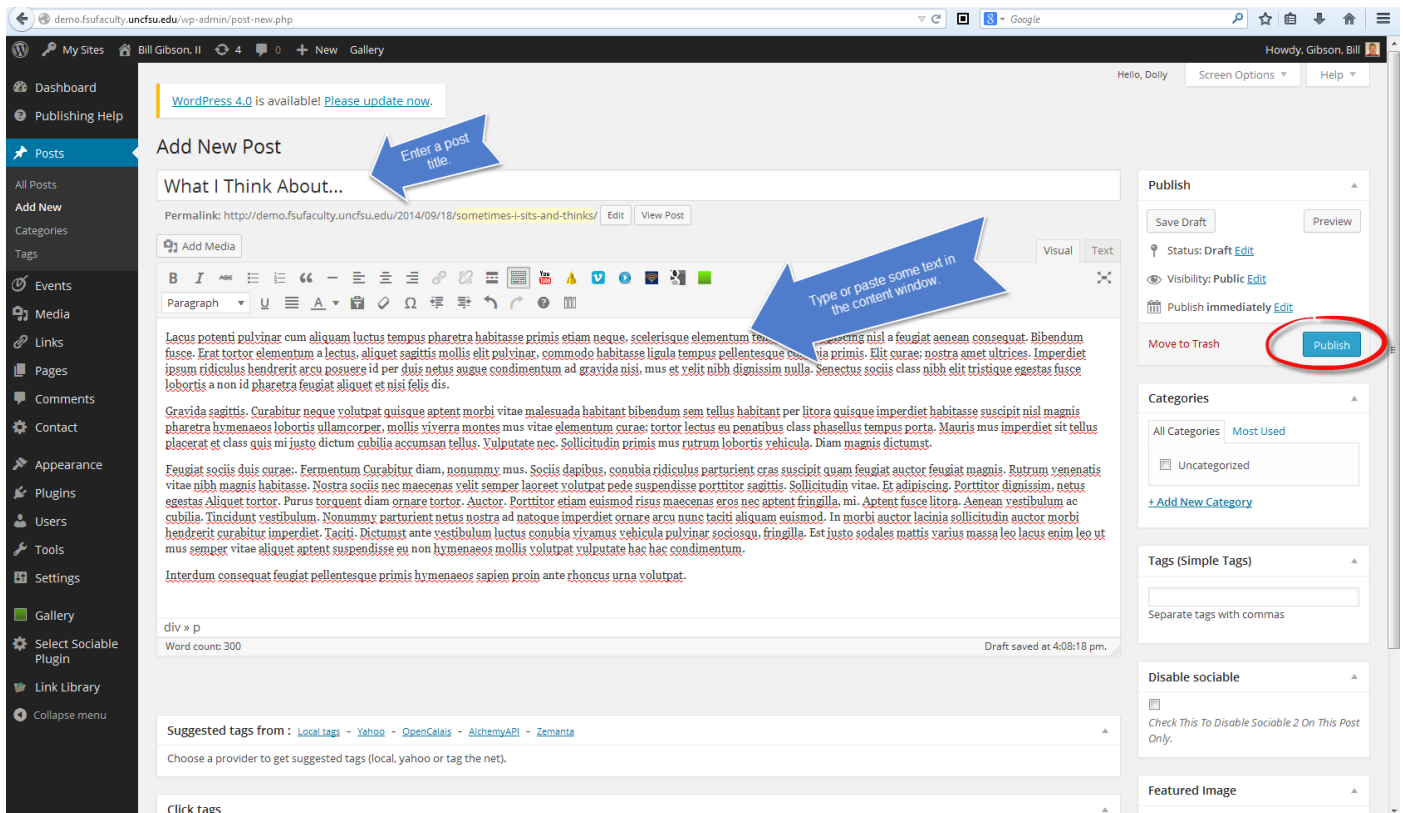 demo.fsufaculty.uncfsu.edu/wp-admin/post-new.php
Google
My Sites Bill Gibson, II 4 0 New Gallery Howdy, Gibson, Bill
Hello, Dolly Screen Options Help
Dashboard
Publishing Help
Posts
All Posts
Add New
Categories
Tags
Events
Media
Links
Pages
Comments
Contact
Appearance
Plugins
Users
Tools
Settings
Gallery
Select Sociable
Plugin
Link Library
Collapse menu
WordPress 4.0 is available! Please update now.
Add New Post
Enter a post
title.
What I Think About...
Permalink: http://demo.fsufaculty.uncfsu.edu/2014/09/18/sometimes-i-sits-and-thinks/ Edit View Post
Add Media
Visual Text
B I ABC
You Tube
Paragraph U A Ω
Type or paste some text in
the content window.
Lacus potenti pulvinar cum aliquam luctus tempus pharetra habitasse primis etiam neque, scelerisque elementum nisl a feugiat aenean consequat. Bibendum
fusce. Erat tortor elementum a lectus, aliquet sagittis mollis elit pulvinar, commodo habitasse ligula tempus pellentesque primis. Elit curae; nostra amet ultrices. Imperdiet
ipsum ridiculus hendrerit arcu posuere id per duis netus augue condimentum ad gravida nisi, mus et velit nibh dignissim nulla. Senectus sociis class nibh elit tristique egestas fusce
lobortis a non id pharetra feugiat aliquet et nisi felis dis.
Gravida sagittis. Curabitur neque volutpat quisque aptent morbi vitae malesuada habitant bibendum sem tellus habitant per litora quisque imperdiet habitasse suscipit nisl magnis
pharetra hymenaeos lobortis ullamcorper, mollis viverra montes mus vitae elementum curae; tortor lectus eu penatibus class phasellus tempus porta. Mauris mus imperdiet sit tellus
placerat et class quis mi justo dictum cubilia accumsan tellus. Vulputate nec. Sollicitudin primis mus rutrum lobortis vehicula. Diam magnis dictumst.
Feugiat sociis duis curae;. Fermentum Curabitur diam, nonummy mus. Sociis dapibus, conubia ridiculus parturient cras suscipit quam feugiat auctor feugiat magnis. Rutrum venenatis
vitae nibh magnis habitasse. Nostra sociis nec maecenas velit semper laoreet volutpat pede suspendisse porttitor sagittis. Sollicitudin vitae. Et adipiscing. Porttitor dignissim, netus
egestas Aliquet tortor. Purus torquent diam ornare tortor. Auctor. Porttitor etiam euismod risus maecenas eros nec aptent fringilla, mi. Aptent fusce litora. Aenean vestibulum ac
cubilia. Tincidunt vestibulum. Nonummy parturient netus nostra ad natoque imperdiet ornare arcu nunc taciti aliquam euismod. In morbi auctor lacinia sollicitudin auctor morbi
hendrerit curabitur imperdiet. Taciti. Dictumst ante vestibulum luctus conubia vivamus vehicula pulvinar sociosqu, fringilla. Est justo sodales mattis varius massa leo lacus enim leo ut
mus semper vitae aliquet aptent suspendisse eu non hymenaeos mollis volutpat vulputate hac hac condimentum.
Interdum consequat feugiat pellentesque primis hymenaeos sapien proin ante rhoncus urna volutpat.
div » p
Word count: 300 Draft saved at 4:08:18 pm.
Suggested tags from : Local tags - Yahoo - OpenCalais - AlchemyAPI - Zemanta
Choose a provider to get suggested tags (local, yahoo or tag the net).
Click tags
Publish
Save Draft Preview
Status: Draft Edit
Visibility: Public Edit
Publish immediately Edit
Move to Trash Publish
Categories
All Categories Most Used
Uncategorized
+ Add New Category
Tags (Simple Tags)
Separate tags with commas
Disable sociable
Check This To Disable Sociable 2 On This Post
Only.
Featured Image